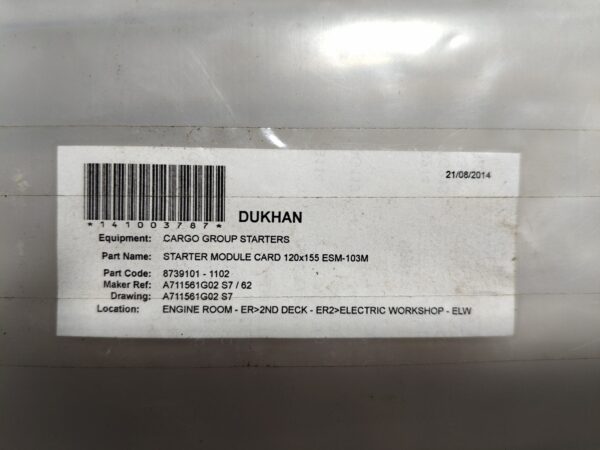 21/08/2014
*141003787*
DUKHAN
Equipment: CARGO GROUP STARTERS
Part Name: STARTER MODULE CARD 120x155 ESM-103M
Part Code: 8739101 - 1102
Maker Ref: A711561G02 S7 / 62
Drawing: A711561G02 S7
Location: ENGINE ROOM - ER>2ND DECK - ER2>ELECTRIC WORKSHOP - ELW